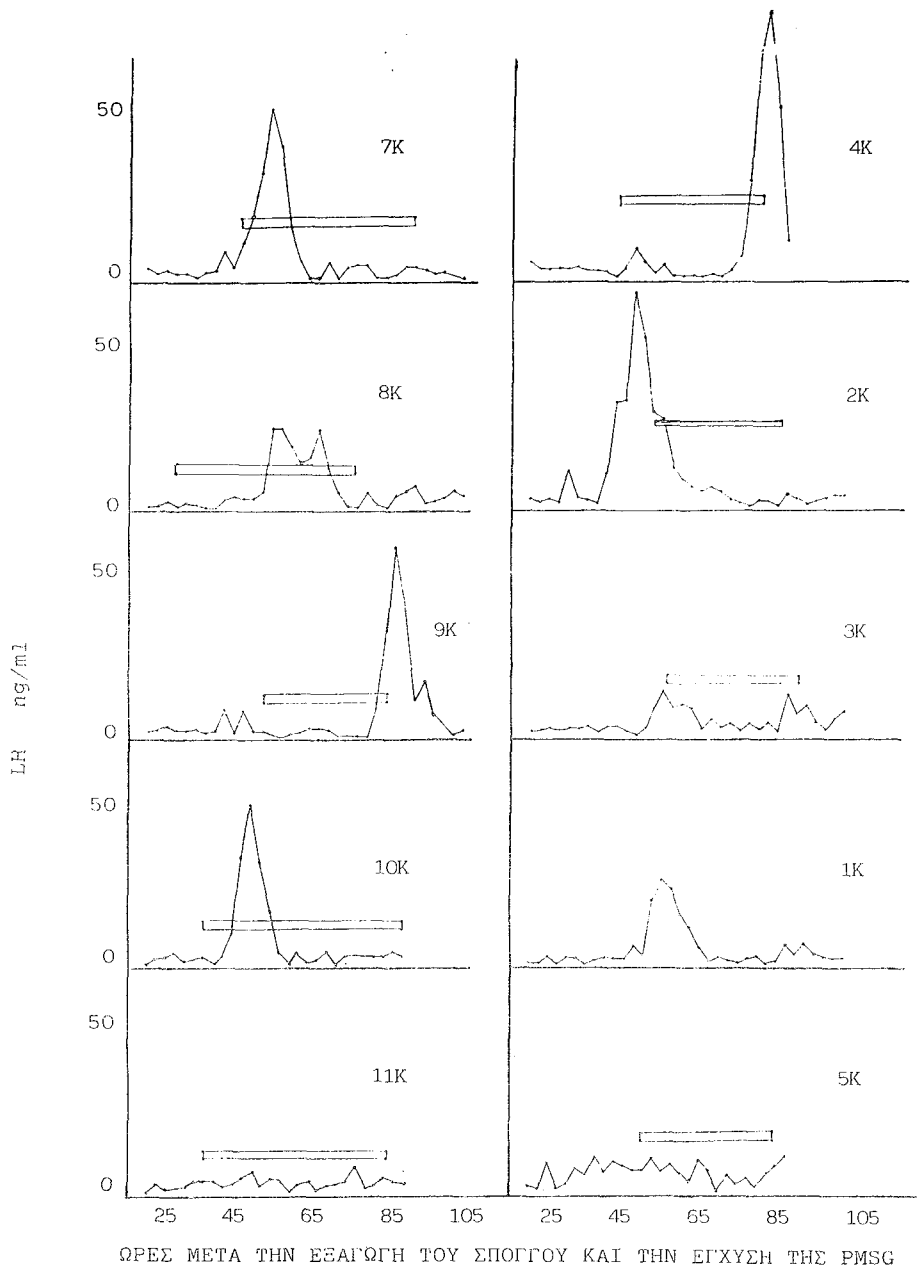 50
7K
4K
0
50
8K
2K
0
50
9K
3K
LR ng/ml
0
50
10K
1K
0
50
11K
5K
0
25 45 65 85 105 25 45 65 85 105
ΩΡΕΣ ΜΕΤΑ ΤΗΝ ΕΞΑΓΩΓΗ ΤΟΥ ΣΠΟΓΓΟΥ ΚΑΙ ΤΗΝ ΕΓΧΥΣΗ ΤΗΣ PMSG